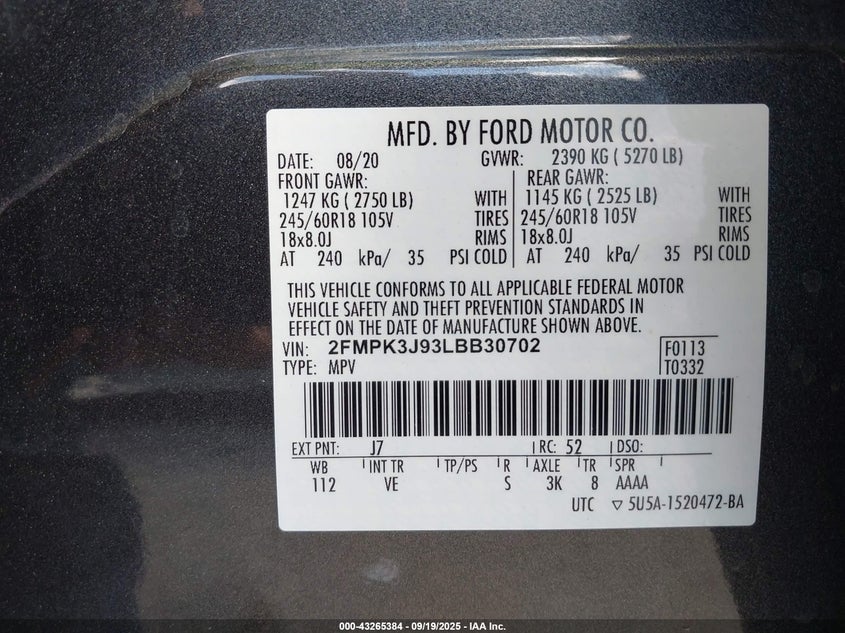 MFD. BY FORD MOTOR CO.
DATE: 08/20 GVWR: 2390 KG ( 5270 LB)
FRONT GAWR: REAR GAWR:
1247 KG ( 2750 LB) WITH 1145 KG ( 2525 LB) WITH
245/60R18 105V TIRES 245/60R18 105V TIRES
18x8.0J RIMS 18x8.0J RIMS
AT 240 kPa/ 35 PSI COLD AT 240 kPa/ 35 PSI COLD
THIS VEHICLE CONFORMS TO ALL APPLICABLE FEDERAL MOTOR
VEHICLE SAFETY AND THEFT PREVENTION STANDARDS IN
EFFECT ON THE DATE OF MANUFACTURE SHOWN ABOVE.
VIN: 2FMPK3J93LBB30702 F0113
TYPE: MPV T0332
EXT PNT: J7 RC: 52 DSO:
WB INT TR TP/PS R AXLE TR SPR
112 VE S 3K 8 AAAA
UTC ▽ 5U5A-1520472-BA
000-43265384 - 09/19/2025 - IAA Inc.